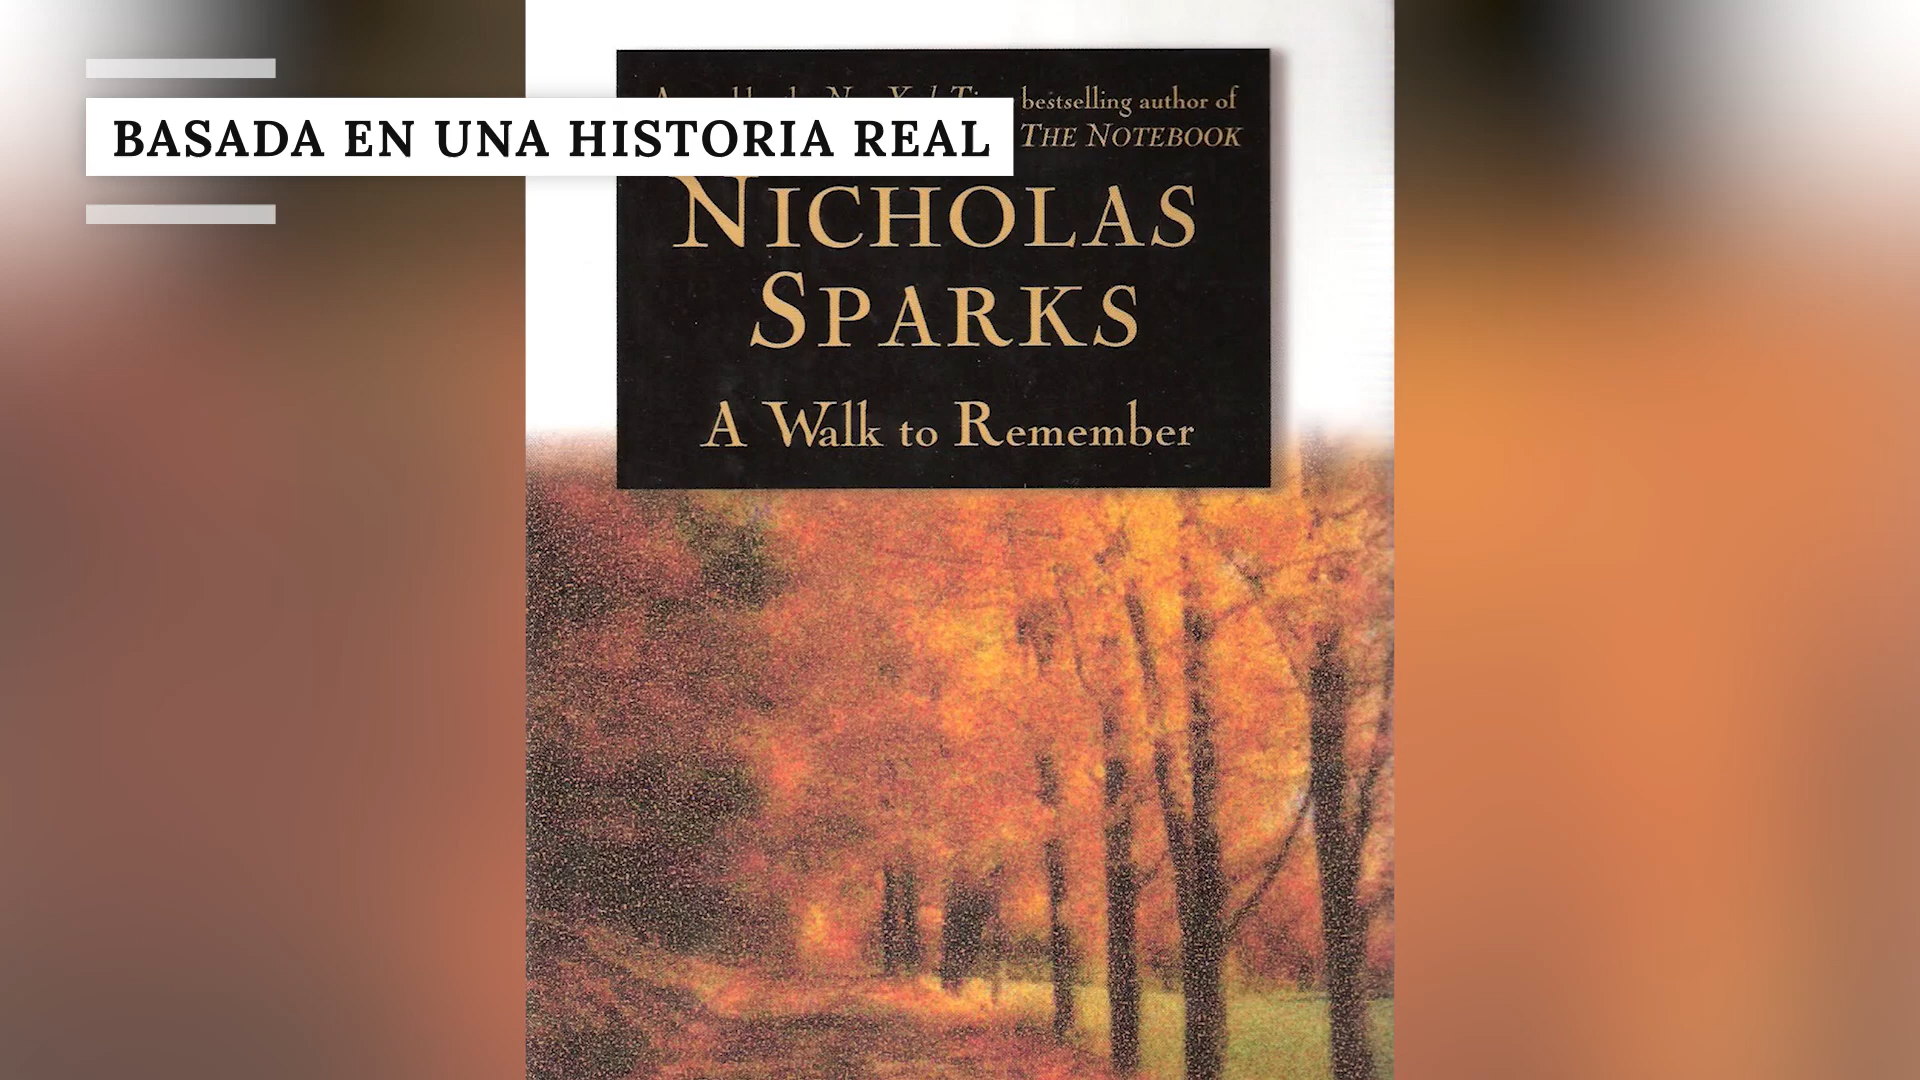 BASADA EN UNA HISTORIA REAL
bestselling author of
THE NOTEBOOK
NICHOLAS
SPARKS
A Walk to Remember